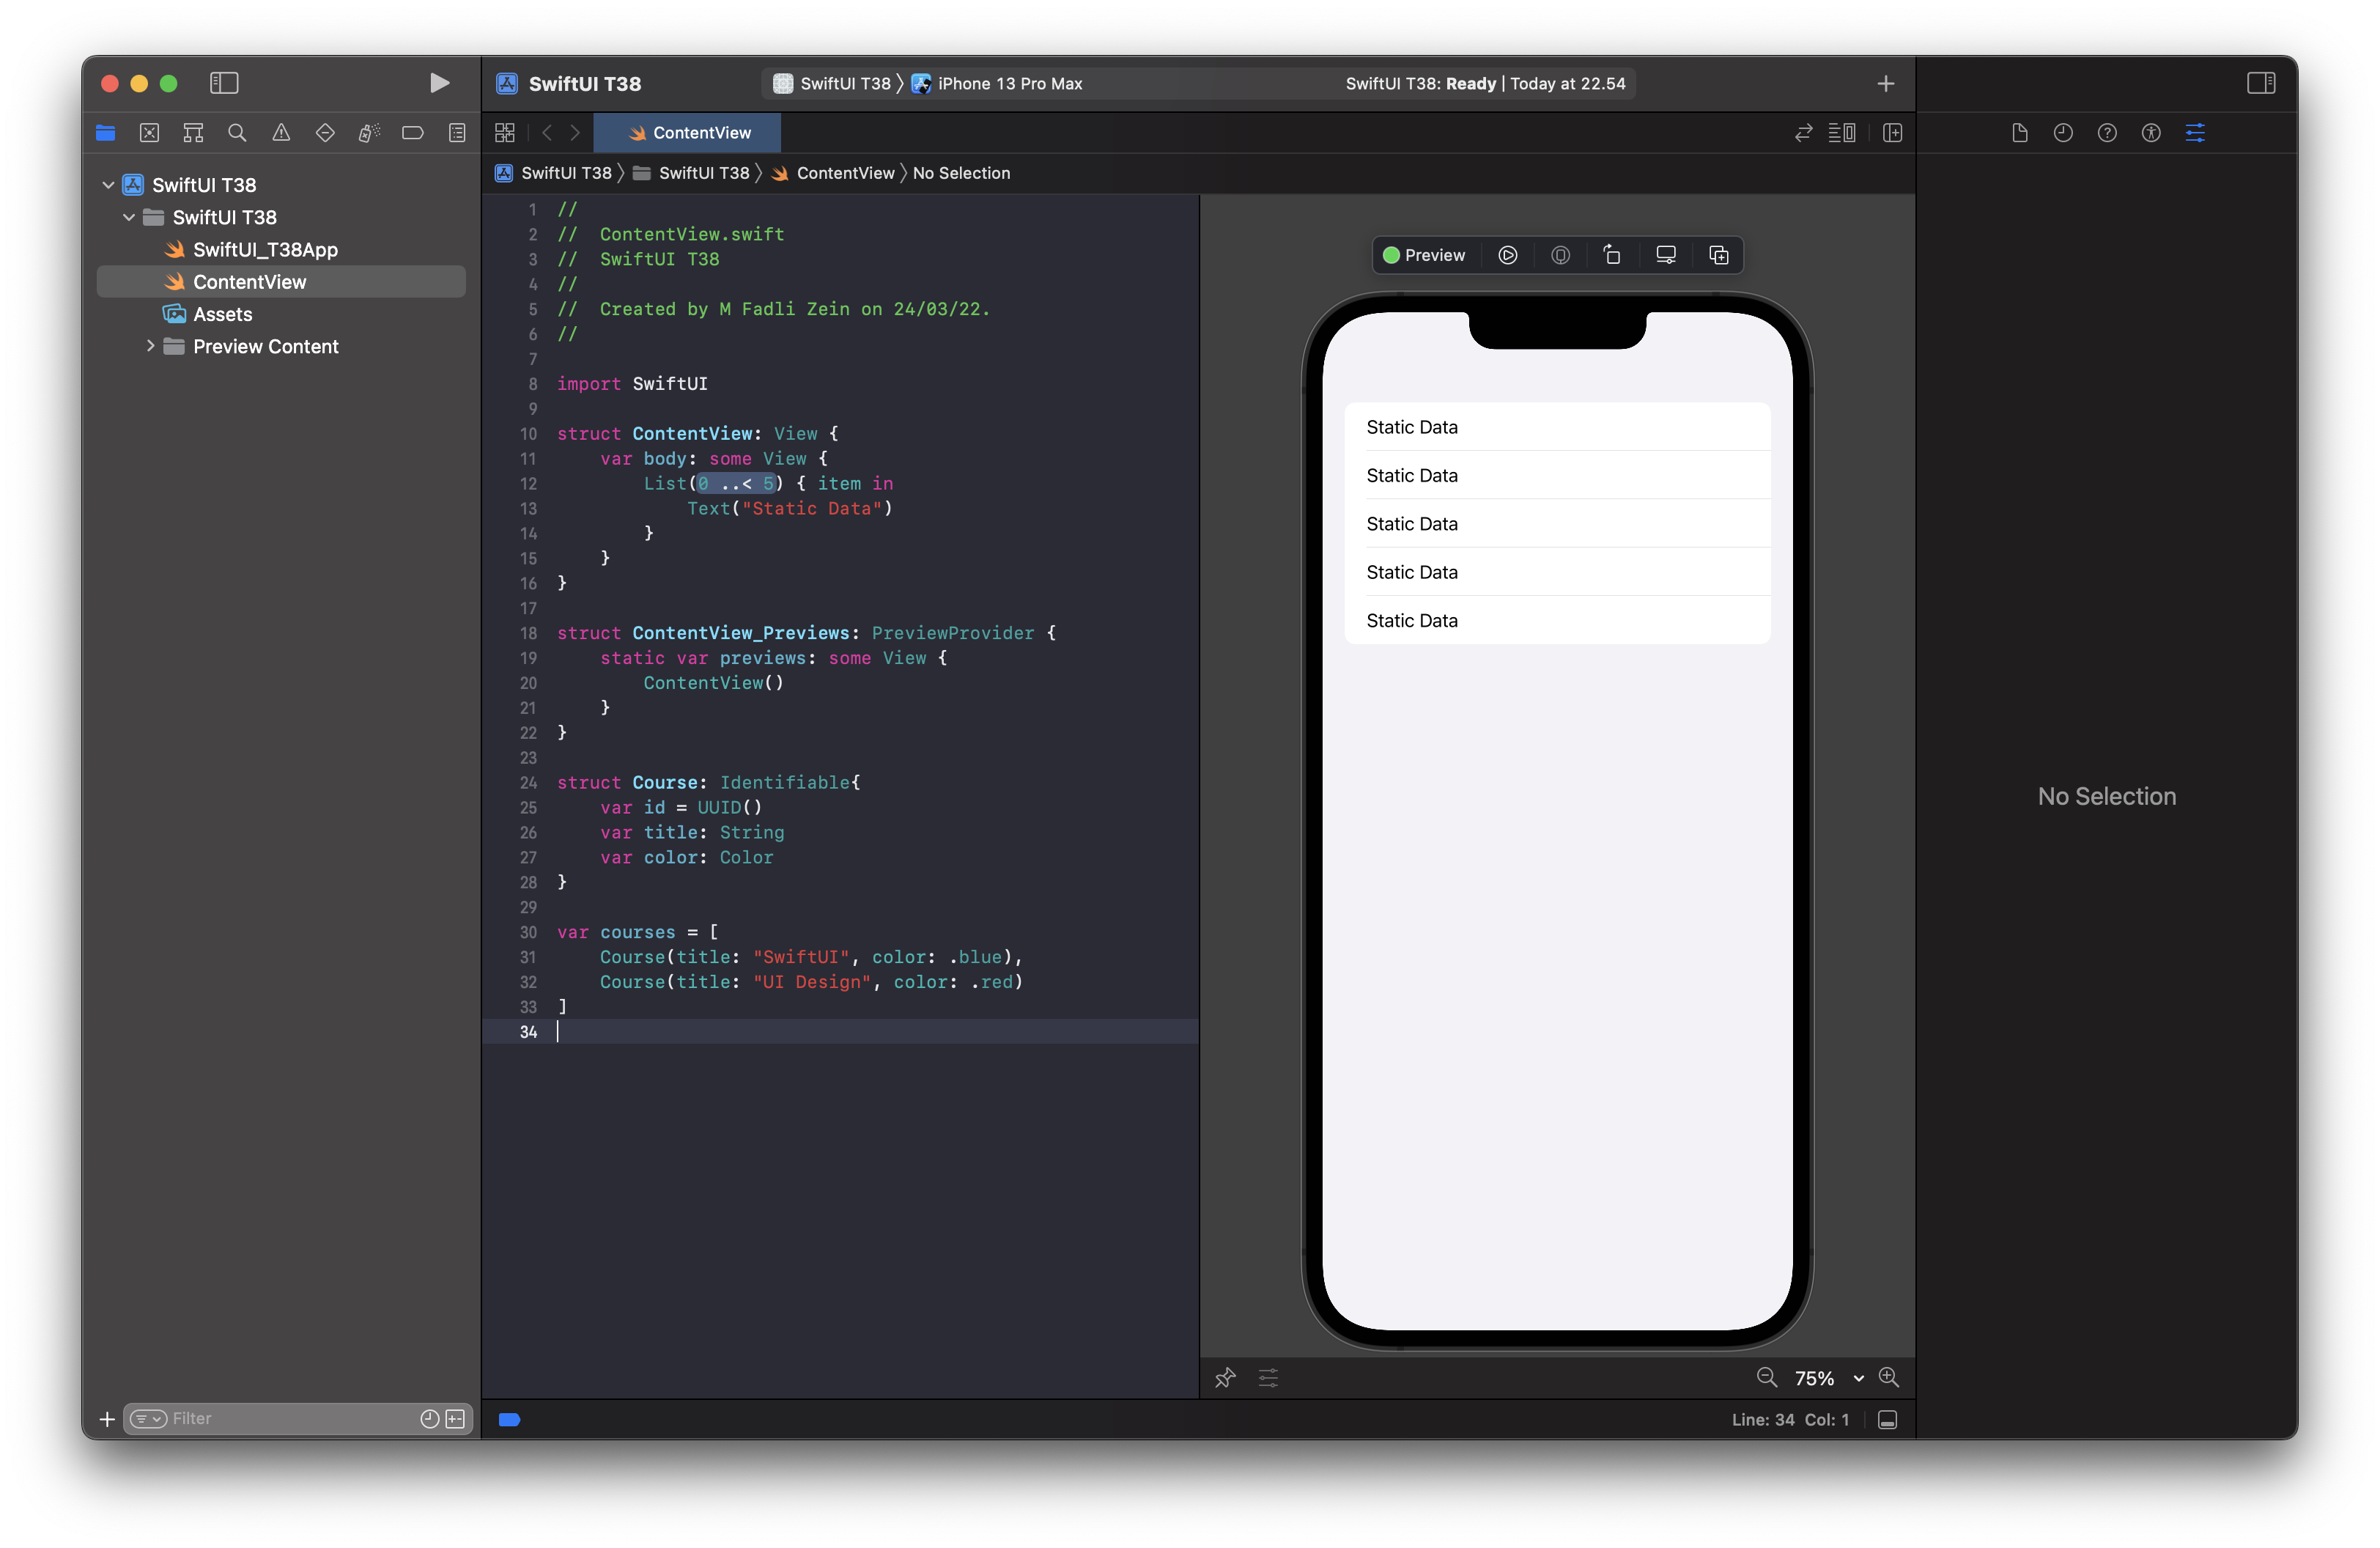 SwiftUI T38
SwiftUI T38 iPhone 13 Pro Max
SwiftUI T38: Ready | Today at 22.54
ContentView
SwiftUI T38 SwiftUI T38 ContentView No Selection
SwiftUI T38
SwiftUI T38
SwiftUI_T38App
ContentView
Assets
Preview Content
Filter
1 //
2 //  ContentView.swift
3 //  SwiftUI T38
4 //
5 //  Created by M Fadli Zein on 24/03/22.
6 //
7
8 import SwiftUI
9
10 struct ContentView: View {
11     var body: some View {
12         List(0 ..< 5) { item in
13             Text("Static Data")
14         }
15     }
16 }
17
18 struct ContentView_Previews: PreviewProvider {
19     static var previews: some View {
20         ContentView()
21     }
22 }
23
24 struct Course: Identifiable{
25     var id = UUID()
26     var title: String
27     var color: Color
28 }
29
30 var courses = [
31     Course(title: "SwiftUI", color: .blue),
32     Course(title: "UI Design", color: .red)
33 ]
34
Preview
Static Data
Static Data
Static Data
Static Data
Static Data
75%
Line: 34 Col: 1
No Selection